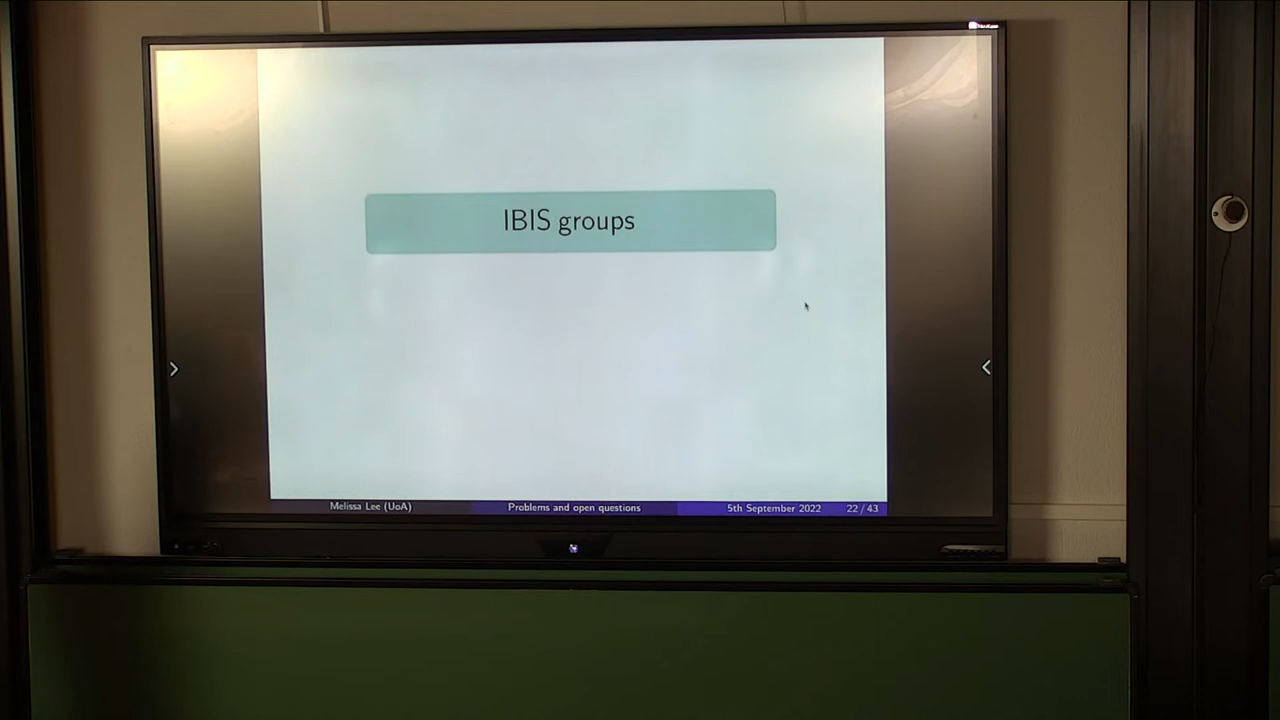 IBIS groups
Melissa Lee (UoA)
Problems and open questions
5th September 2022
22 / 43